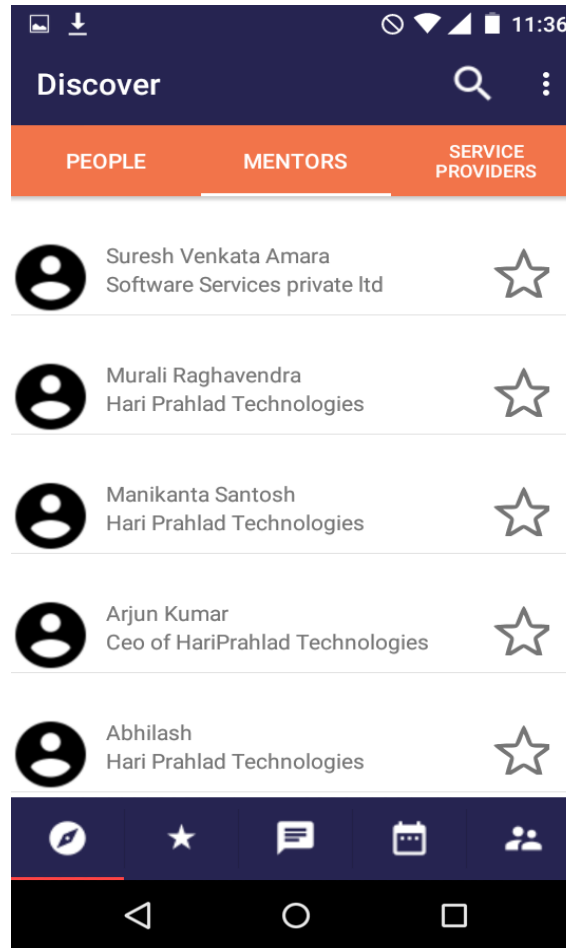 11:36
Discover
PEOPLE
MENTORS
SERVICE
PROVIDERS
Suresh Venkata Amara
Software Services private ltd
Murali Raghavendra
Hari Prahlad Technologies
Manikanta Santosh
Hari Prahlad Technologies
Arjun Kumar
Ceo of HariPrahlad Technologies
Abhilash
Hari Prahlad Technologies